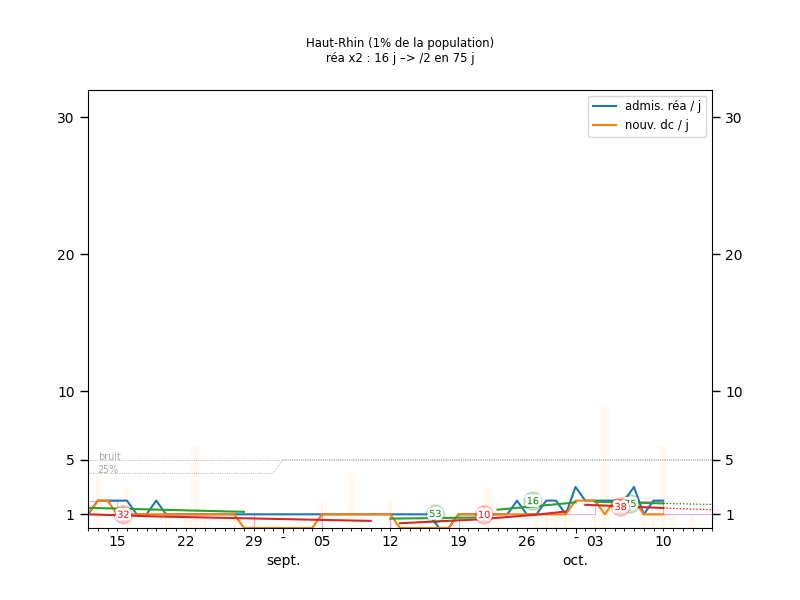 Haut-Rhin (1% de la population)
réa x2 : 16 j –> /2 en 75 j
admis. réa / j
nouv. dc / j
30 30
20 20
10 10
5 5
1 1
bruit
25%
32 53 10 16 38
15 22 29 - 05 12 19 26 - 03 10
sept. oct.